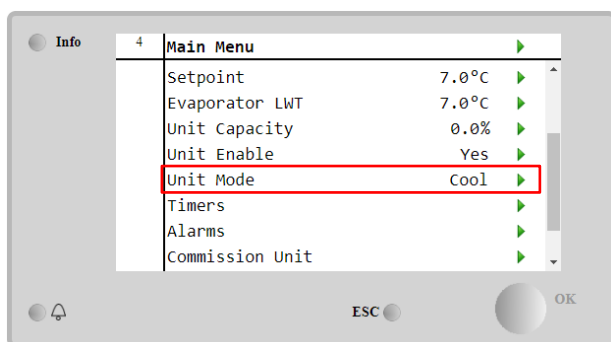 Info
4 Main Menu
Setpoint 7.0°C
Evaporator LWT 7.0°C
Unit Capacity 0.0%
Unit Enable Yes
Unit Mode Cool
Timers
Alarms
Commission Unit
ESC OK